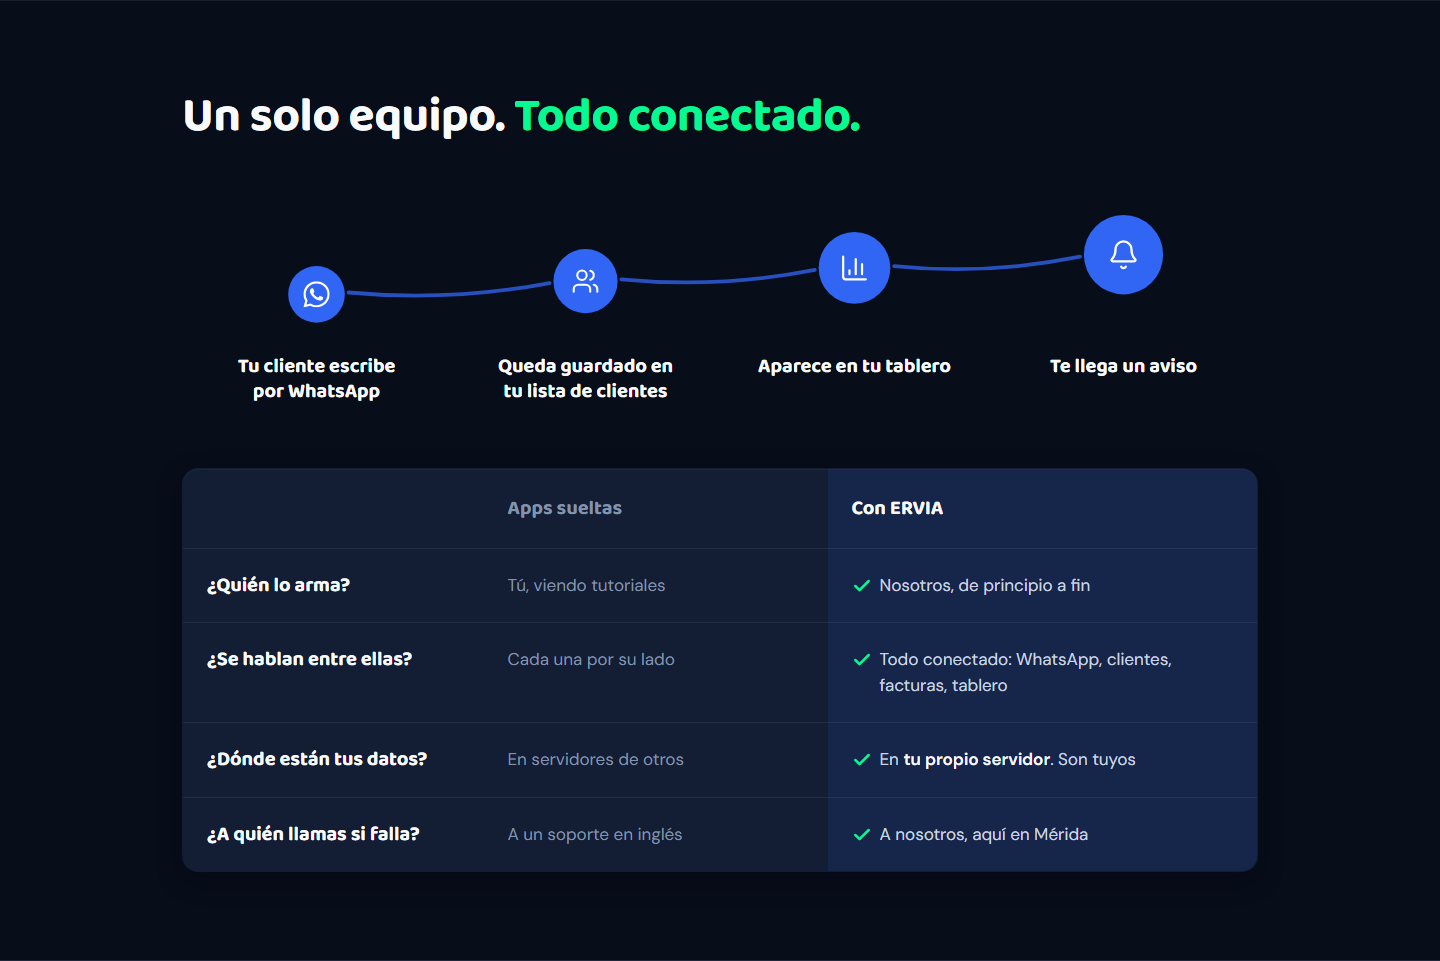 Un solo equipo. Todo conectado.
Tu cliente escribe
por WhatsApp
Queda guardado en
tu lista de clientes
Aparece en tu tablero
Te llega un aviso
Apps sueltas
Con ERVIA
¿Quién lo arma?
Tú, viendo tutoriales
Nosotros, de principio a fin
¿Se hablan entre ellas?
Cada una por su lado
Todo conectado: WhatsApp, clientes,
facturas, tablero
¿Dónde están tus datos?
En servidores de otros
En tu propio servidor. Son tuyos
¿A quién llamas si falla?
A un soporte en inglés
A nosotros, aquí en Mérida